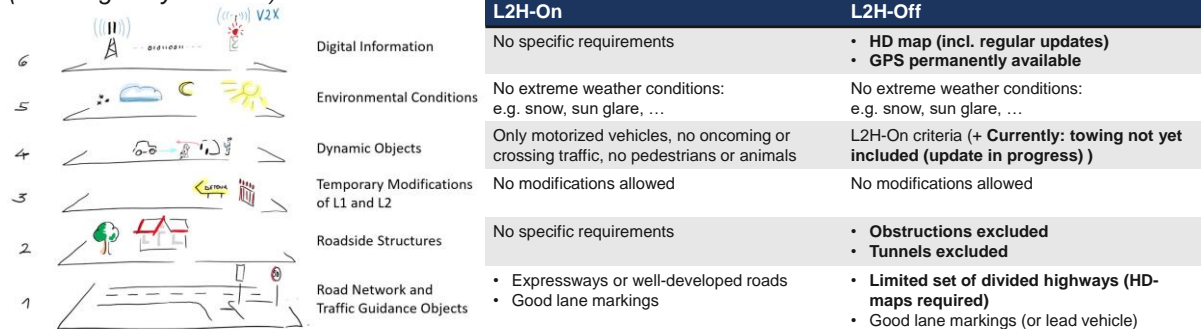 L2H-On
L2H-Off
6
V2X
01011011
Digital Information
No specific requirements
• HD map (incl. regular updates)
• GPS permanently available
5
Environmental Conditions
No extreme weather conditions:
e.g. snow, sun glare, …
No extreme weather conditions:
e.g. snow, sun glare, …
4
Dynamic Objects
Only motorized vehicles, no oncoming or
crossing traffic, no pedestrians or animals
L2H-On criteria (+ Currently: towing not yet
included (update in progress) )
3
DETOUR
Temporary Modifications
of L1 and L2
No modifications allowed
No modifications allowed
2
Roadside Structures
No specific requirements
• Obstructions excluded
• Tunnels excluded
1
Road Network and
Traffic Guidance Objects
• Expressways or well-developed roads
• Good lane markings
• Limited set of divided highways (HD-
maps required)
• Good lane markings (or lead vehicle)